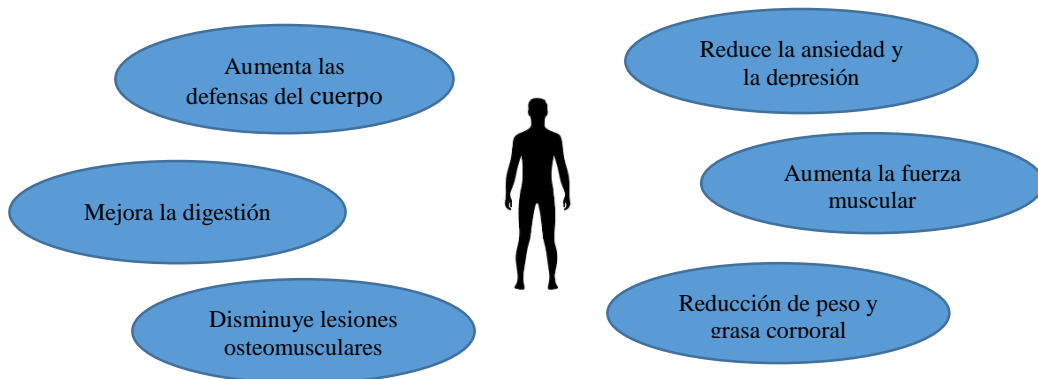 Aumenta las
defensas del cuerpo
Reduce la ansiedad y
la depresión
Mejora la digestión
Aumenta la fuerza
muscular
Disminuye lesiones
osteomusculares
Reducción de peso y
grasa corporal